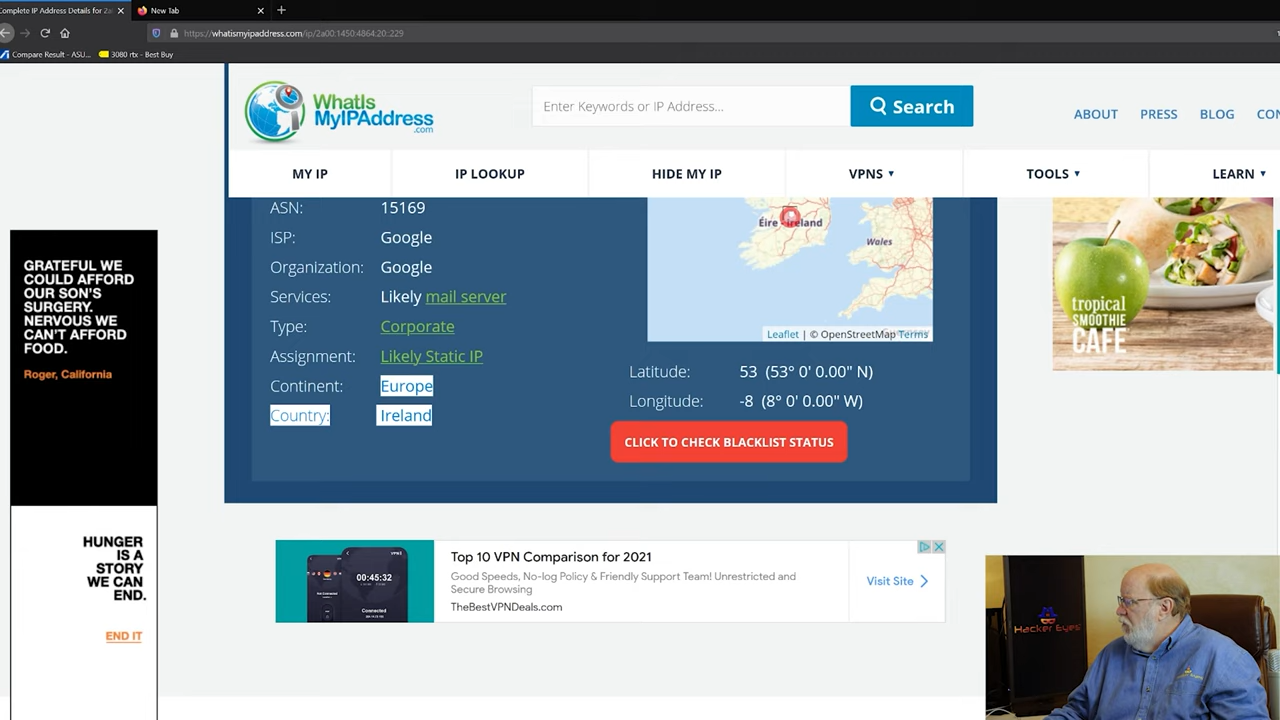 Complete IP Address Details for 2a
New Tab
https://whatismyipaddress.com/ip/2a00:1450:4864:20::229
Compare Result - ASU...
3080 rtx - Best Buy
WhatIs
MyIPAddress
.com
Enter Keywords or IP Address...
Search
ABOUT
PRESS
BLOG
CON
MY IP
IP LOOKUP
HIDE MY IP
VPNS
TOOLS
LEARN
ASN: 15169
ISP: Google
Organization: Google
Services: Likely mail server
Type: Corporate
Assignment: Likely Static IP
Continent: Europe
Country: Ireland
Éire - Ireland
Wales
Leaflet | © OpenStreetMap Terms
Latitude: 53 (53° 0' 0.00" N)
Longitude: -8 (8° 0' 0.00" W)
CLICK TO CHECK BLACKLIST STATUS
GRATEFUL WE
COULD AFFORD
OUR SON'S
SURGERY.
NERVOUS WE
CAN'T AFFORD
FOOD.
Roger, California
HUNGER
IS A
STORY
WE CAN
END.
END IT
tropical
SMOOTHIE
CAFE
00:45:32
Connected
Top 10 VPN Comparison for 2021
Good Speeds, No-log Policy & Friendly Support Team! Unrestricted and
Secure Browsing
TheBestVPNDeals.com
Visit Site
Hacker Eyes